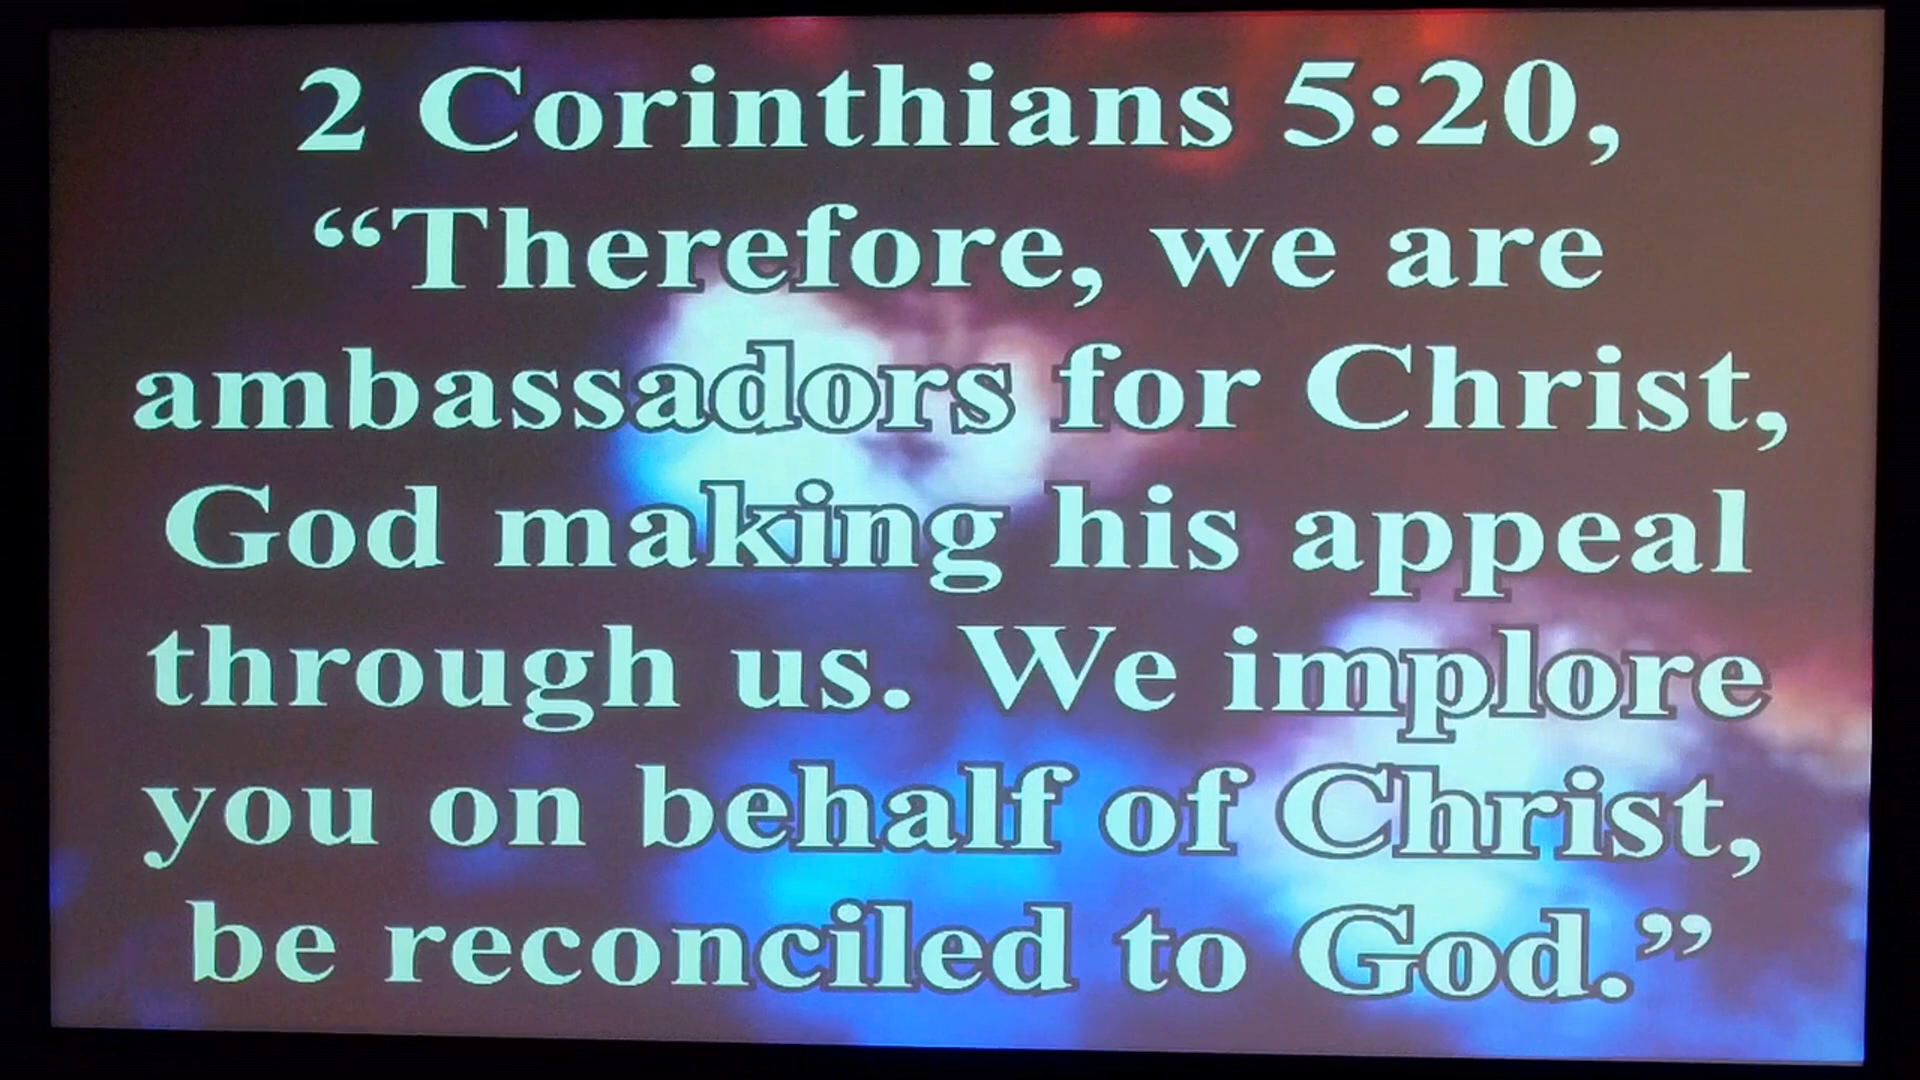 2 Corinthians 5:20,
“Therefore, we are
ambassadors for Christ,
God making his appeal
through us. We implore
you on behalf of Christ,
be reconciled to God.”